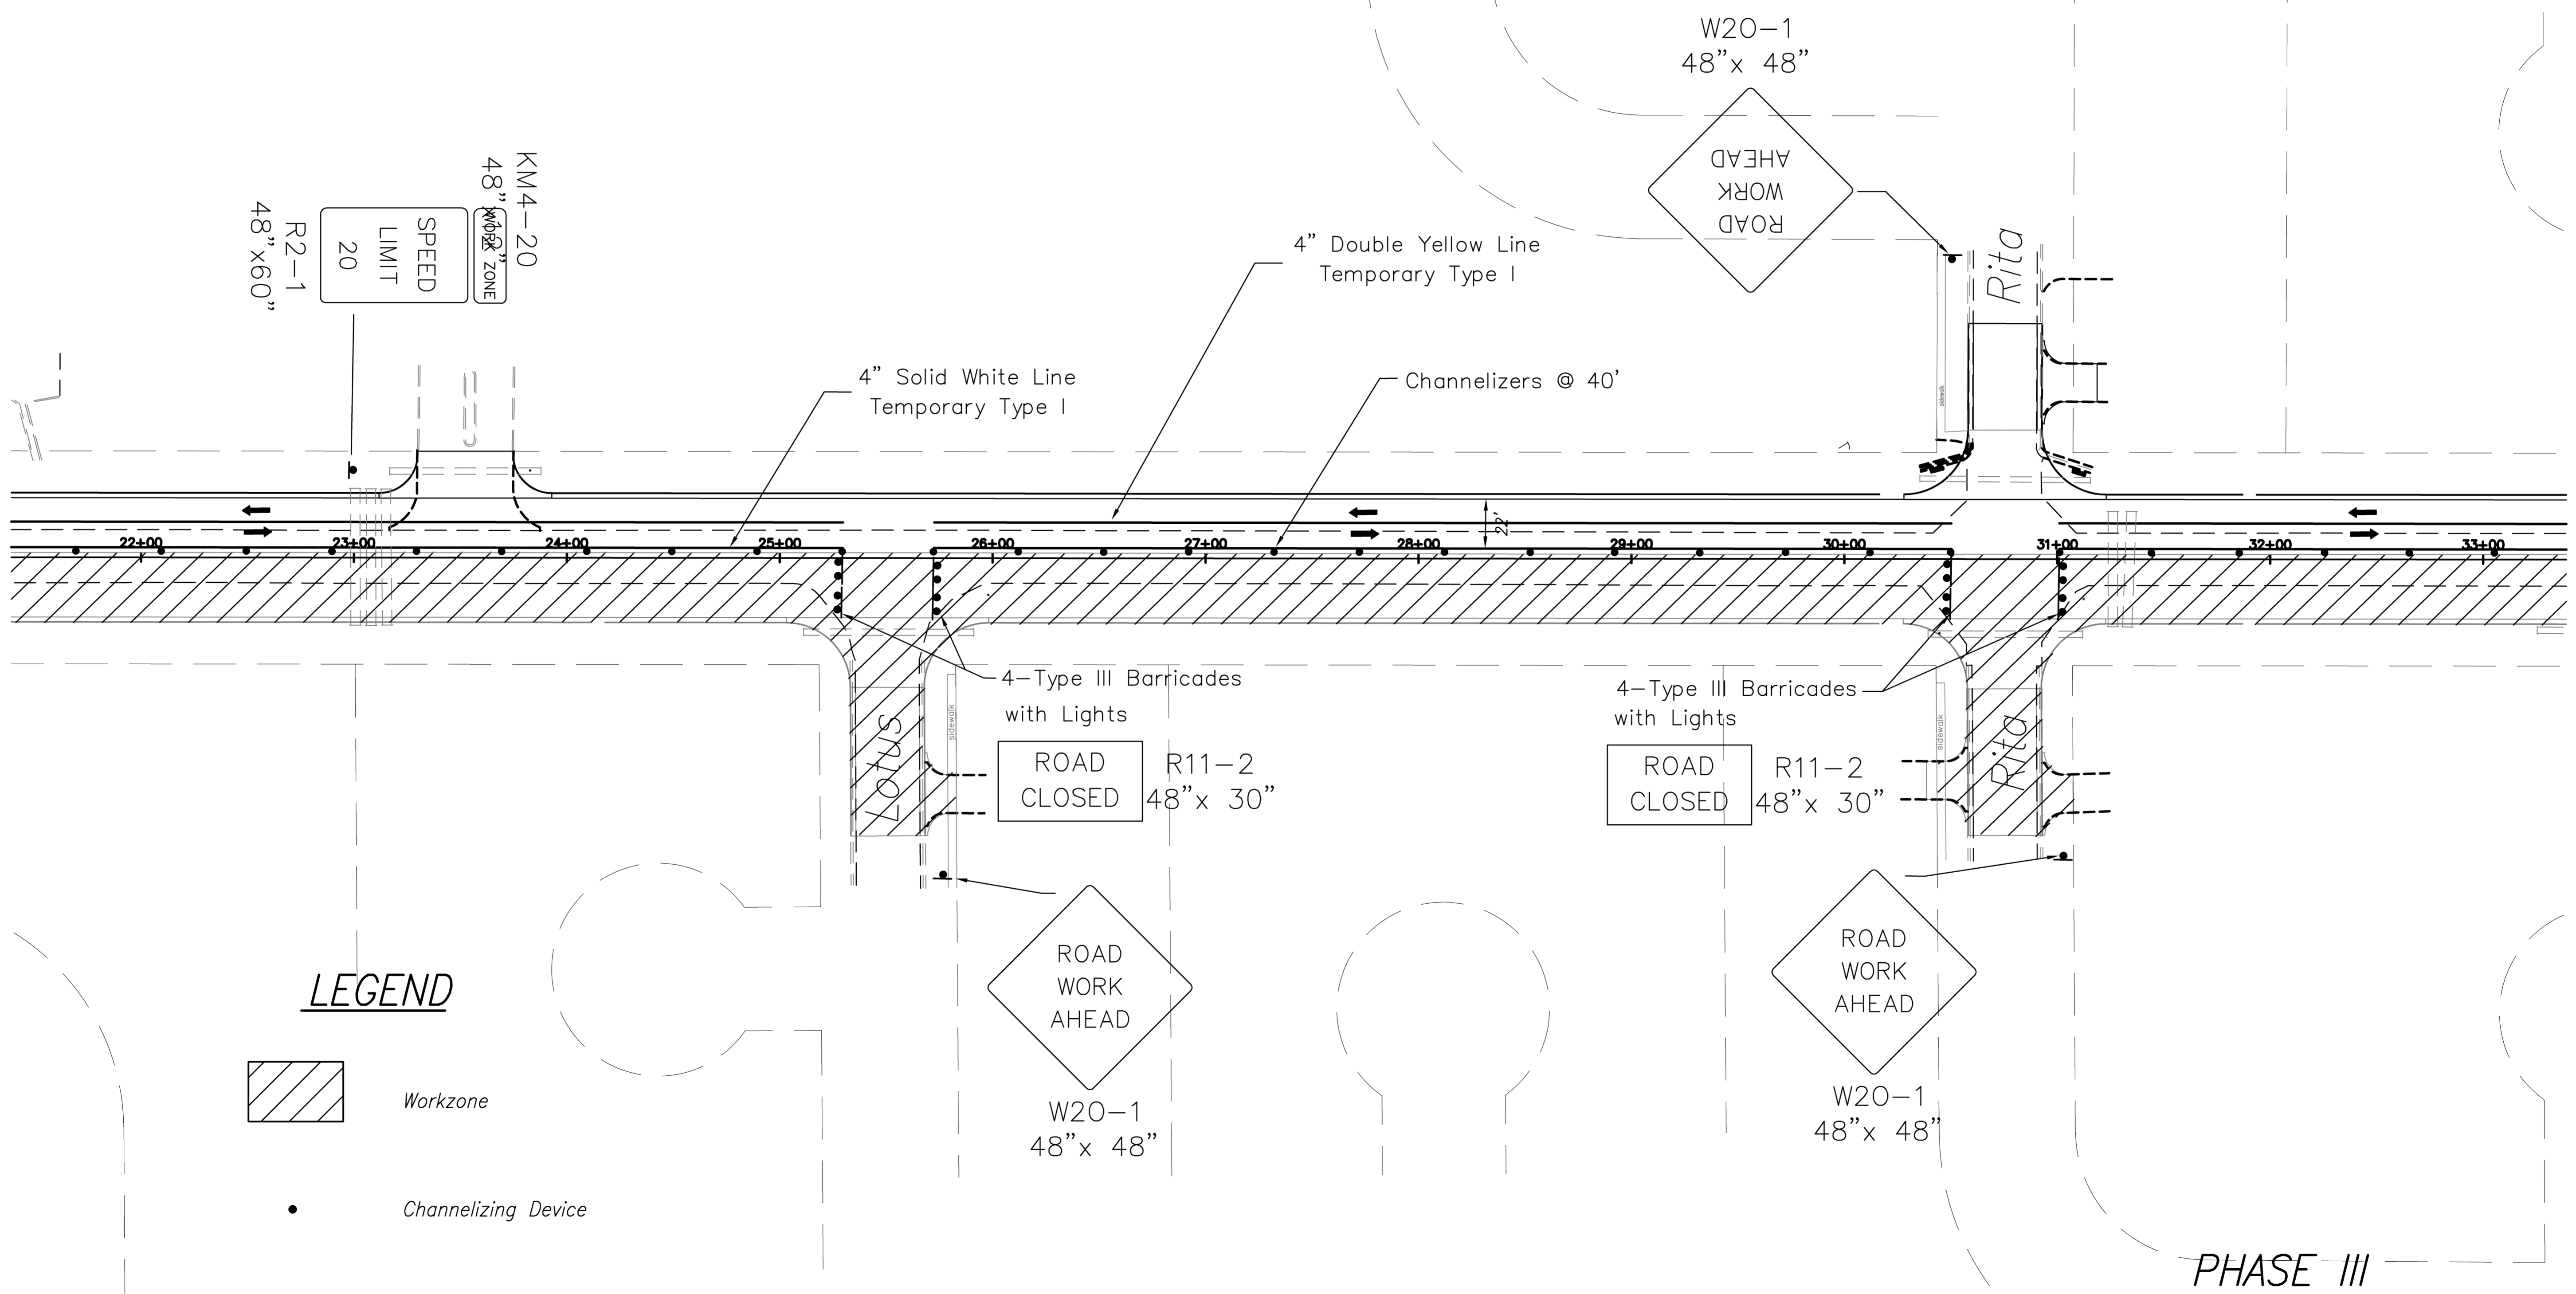 W20-1
48"x 48"
ROAD
WORK
AHEAD
KM4-20
48"x12"
WORK ZONE
SPEED
LIMIT
20
R2-1
48"x60"
Rita
4" Double Yellow Line
Temporary Type I
4" Solid White Line
Temporary Type I
Channelizers @ 40'
sidewalk
22'
22+00
23+00
24+00
25+00
26+00
27+00
28+00
29+00
30+00
31+00
32+00
33+00
4-Type III Barricades
with Lights
4-Type III Barricades
with Lights
Lotus
sidewalk
ROAD
CLOSED
R11-2
48"x 30"
ROAD
CLOSED
R11-2
48"x 30"
sidewalk
Rita
ROAD
WORK
AHEAD
W20-1
48"x 48"
ROAD
WORK
AHEAD
W20-1
48"x 48"
LEGEND
Workzone
Channelizing Device
PHASE III